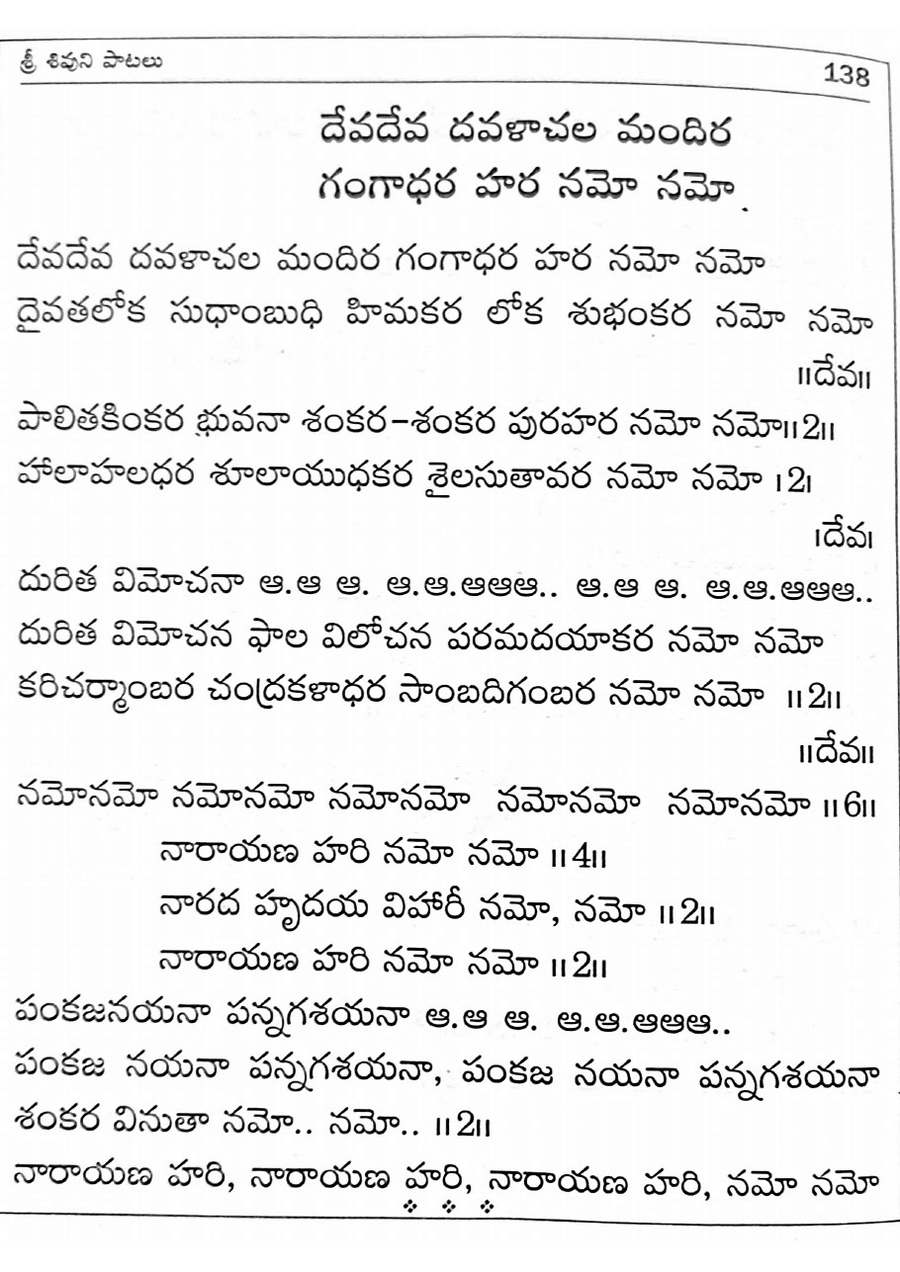 శ్రీ శివుని పాటలు 138
దేవదేవ దవళాచల మందిర
గంగాధర హర నమో నమో
దేవదేవ దవళాచల మందిర గంగాధర హర నమో నమో
దైవతలోక సుధాంబుధి హిమకర లోక శుభంకర నమో నమో
॥దేవ॥
పాలితకింకర భువనా శంకర-శంకర పురహర నమో నమో॥2॥
హాలాహలధర శూలాయుధకర శైలసుతావర నమో నమో ।2।
।దేవ।
దురిత విమోచనా ఆ.ఆ ఆ. ఆ.ఆ.ఆఆఆ.. ఆ.ఆ ఆ. ఆ.ఆ.ఆఆఆ..
దురిత విమోచన ఫాల విలోచన పరమదయాకర నమో నమో
కరిచర్మాంబర చంద్రకళాధర సాంబదిగంబర నమో నమో ॥2॥
॥దేవ॥
నమోనమో నమోనమో నమోనమో నమోనమో నమోనమో ॥6॥
నారాయణ హరి నమో నమో ॥4॥
నారద హృదయ విహారీ నమో, నమో ॥2॥
నారాయణ హరి నమో నమో ॥2॥
పంకజనయనా పన్నగశయనా ఆ.ఆ ఆ. ఆ.ఆ.ఆఆఆ..
పంకజ నయనా పన్నగశయనా, పంకజ నయనా పన్నగశయనా
శంకర వినుతా నమో.. నమో.. ॥2॥
నారాయణ హరి, నారాయణ హరి, నారాయణ హరి, నమో నమో